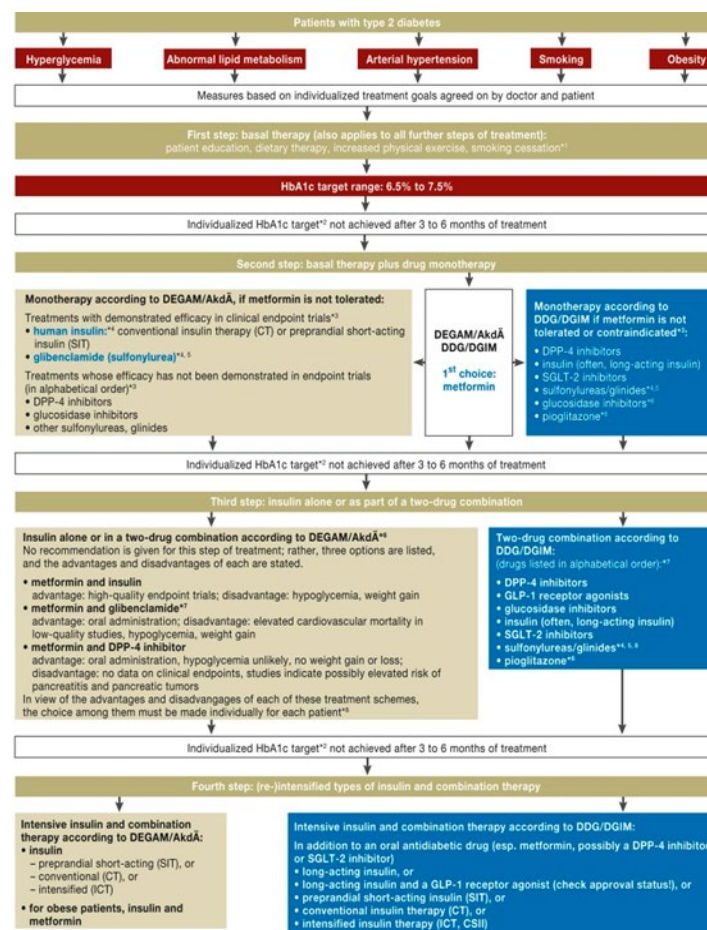 Patients with type 2 diabetes
Hyperglycemia
Abnormal lipid metabolism
Arterial hypertension
Smoking
Obesity
Measures based on individualized treatment goals agreed on by doctor and patient
First step: basal therapy (also applies to all further steps of treatment):
patient education, dietary therapy, increased physical exercise, smoking cessation*1
HbA1c target range: 6.5% to 7.5%
Individualized HbA1c target*2 not achieved after 3 to 6 months of treatment
Second step: basal therapy plus drug monotherapy
Monotherapy according to DEGAM/AkdÄ, if metformin is not tolerated:
Treatments with demonstrated efficacy in clinical endpoint trials*3
• human insulin:*4 conventional insulin therapy (CT) or preprandial short-acting
insulin (SIT)
• glibenclamide (sulfonylurea)*4, 5
Treatments whose efficacy has not been demonstrated in endpoint trials
(in alphabetical order)*3
• DPP-4 inhibitors
• glucosidase inhibitors
• other sulfonylureas, glinides
DEGAM/AkdÄ
DDG/DGIM
1st choice:
metformin
Monotherapy according to
DDG/DGIM if metformin is not
tolerated or contraindicated*3:
• DPP-4 inhibitors
• insulin (often, long-acting insulin)
• SGLT-2 inhibitors
• sulfonylureas/glinides*4,5
• glucosidase inhibitors*6
• pioglitazone*6
Individualized HbA1c target*2 not achieved after 3 to 6 months of treatment
Third step: insulin alone or as part of a two-drug combination
Insulin alone or in a two-drug combination according to DEGAM/AkdÄ*6
No recommendation is given for this step of treatment; rather, three options are listed,
and the advantages and disadvantages of each are stated.
• metformin and insulin
advantage: high-quality endpoint trials; disadvantage: hypoglycemia, weight gain
• metformin and glibenclamide*7
advantage: oral administration; disadvantage: elevated cardiovascular mortality in
low-quality studies, hypoglycemia, weight gain
• metformin and DPP-4 inhibitor
advantage: oral administration, hypoglycemia unlikely, no weight gain or loss;
disadvantage: no data on clinical endpoints, studies indicate possibly elevated risk of
pancreatitis and pancreatic tumors
In view of the advantages and disadvangages of each of these treatment schemes,
the choice among them must be made individually for each patient*8
Two-drug combination according to
DDG/DGIM:
(drugs listed in alphabetical order):*7
• DPP-4 inhibitors
• GLP-1 receptor agonists
• glucosidase inhibitors
• insulin (often, long-acting insulin)
• SGLT-2 inhibitors
• sulfonylureas/glinides*4, 5, 8
• pioglitazone*6
Individualized HbA1c target*2 not achieved after 3 to 6 months of treatment
Fourth step: (re-)intensified types of insulin and combination therapy
Intensive insulin and combination
therapy according to DEGAM/AkdÄ:
• insulin
– preprandial short-acting (SIT), or
– conventional (CT), or
– intensified (ICT)
• for obese patients, insulin and
metformin
Intensive insulin and combination therapy according to DDG/DGIM:
In addition to an oral antidiabetic drug (esp. metformin, possibly a DPP-4 inhibitor
or SGLT-2 inhibitor)
• long-acting insulin, or
• long-acting insulin and a GLP-1 receptor agonist (check approval status!), or
• preprandial short-acting insulin (SIT), or
• conventional insulin therapy (CT), or
• intensified insulin therapy (ICT, CSII)